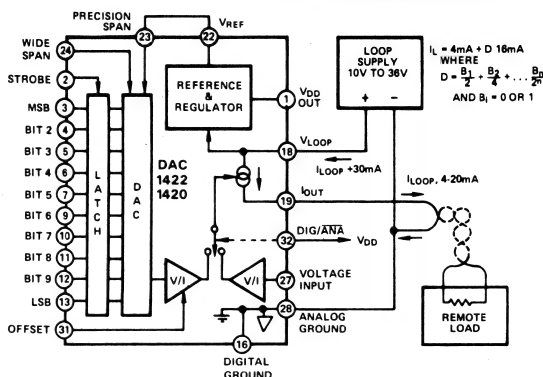 PRECISION
SPAN
VREF
WIDE
SPAN
24
23
22
STROBE
2
MSB
3
BIT 2
4
BIT 3
5
BIT 4
6
BIT 5
7
BIT 6
9
BIT 7
10
BIT 8
11
BIT 9
12
LSB
13
OFFSET
31
LATCH
DAC
REFERENCE
&
REGULATOR
DAC
1422
1420
V/I
V/I
1
VDD
OUT
18
VLOOP
ILOOP +30mA
19
IOUT
ILOOP, 4-20mA
32
DIG/ANA
VDD
27
VOLTAGE
INPUT
28
ANALOG
GROUND
16
DIGITAL
GROUND
LOOP
SUPPLY
10V TO 36V
+ −
IL = 4mA + D 16mA
WHERE
D = B1/2 + B2/4 + . . . Bn/2n
AND Bi = 0 OR 1
REMOTE
LOAD